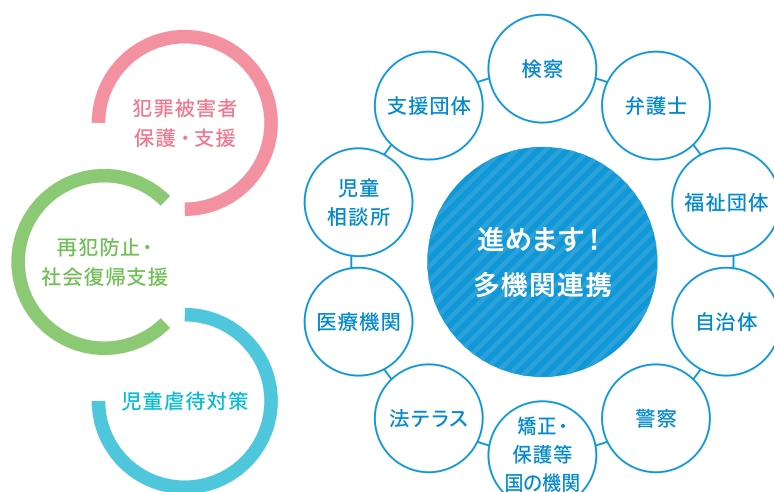 犯罪被害者
保護・支援
再犯防止・
社会復帰支援
児童虐待対策
進めます！
多機関連携
検察
弁護士
福祉団体
自治体
警察
矯正・
保護等
国の機関
法テラス
医療機関
児童
相談所
支援団体